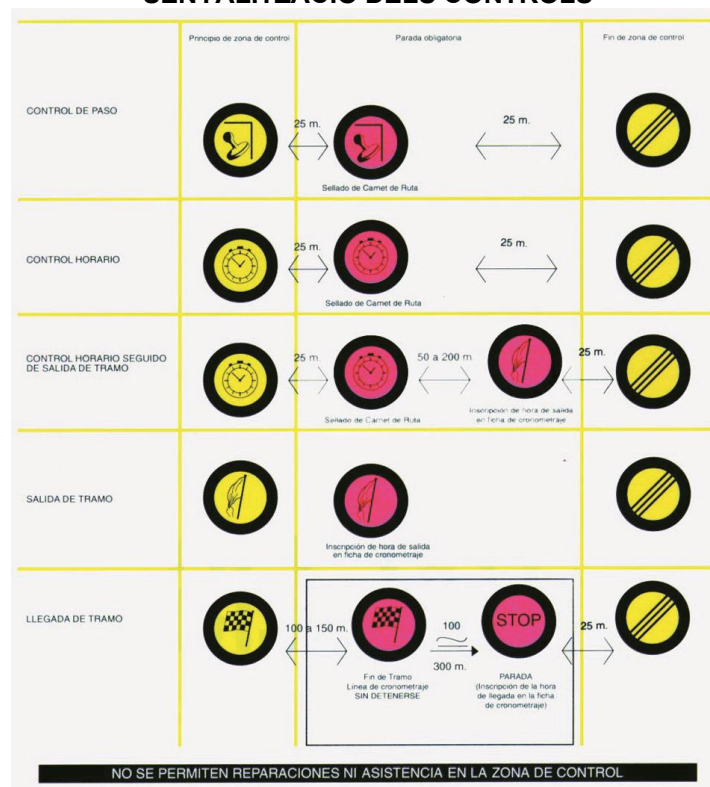 SENYALITZACIÓ DELS CONTROLS
Principio de zona de control
Parada obligatoria
Fin de zona de control
CONTROL DE PASO
25 m.
25 m.
Sellado de Carnet de Ruta
CONTROL HORARIO
25 m.
25 m.
Sellado de Carnet de Ruta
CONTROL HORARIO SEGUIDO
DE SALIDA DE TRAMO
25 m.
50 a 200 m.
25 m.
Sellado de Carnet de Ruta
Inscripción de hora de salida
en ficha de cronometraje
SALIDA DE TRAMO
Inscripción de hora de salida
en ficha de cronometraje
LLEGADA DE TRAMO
100 a 150 m.
100
300 m.
STOP
25 m.
Fin de Tramo
Línea de cronometraje
SIN DETENERSE
PARADA
(Inscripción de la hora
de llegada en la ficha
de cronometraje)
NO SE PERMITEN REPARACIONES NI ASISTENCIA EN LA ZONA DE CONTROL